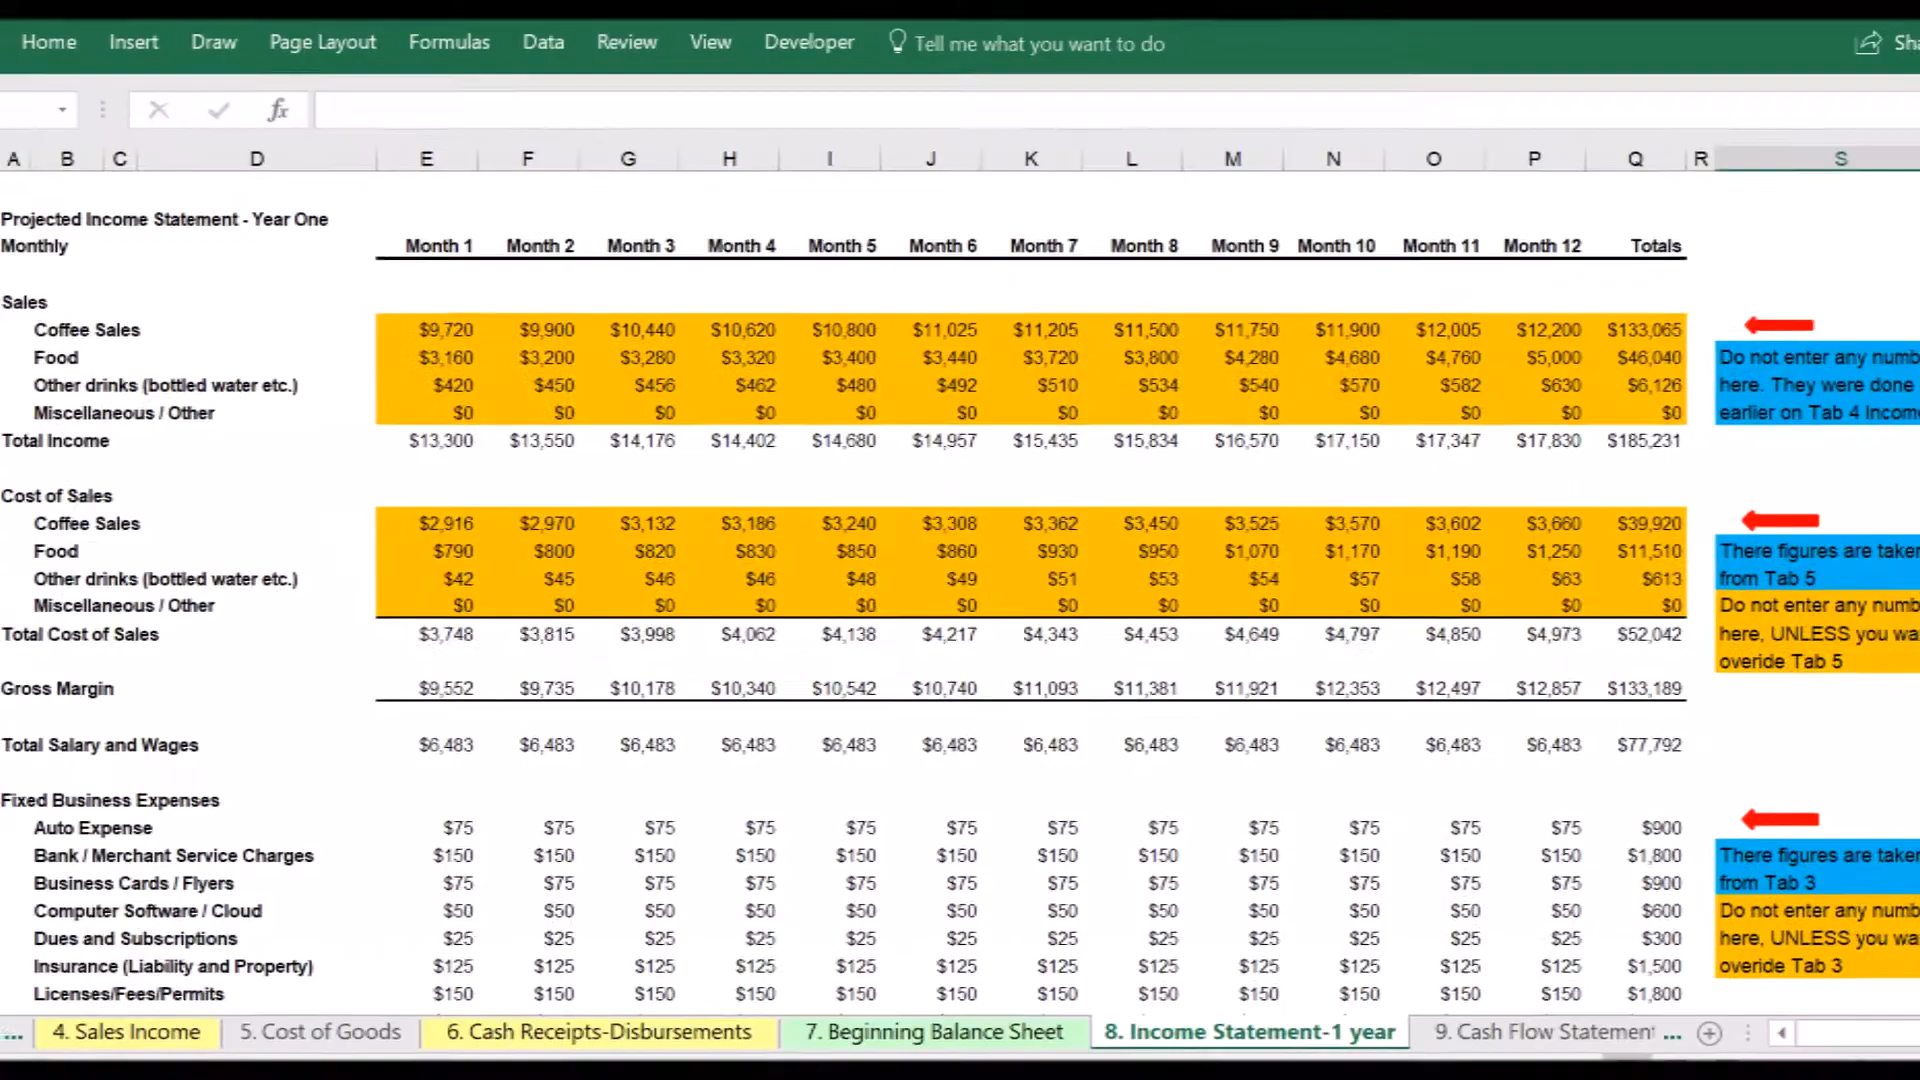 Home Insert Draw Page Layout Formulas Data Review View Developer Tell me what you want to do
fx
A B C D E F G H I J K L M N O P Q R S
Projected Income Statement - Year One
Monthly Month 1 Month 2 Month 3 Month 4 Month 5 Month 6 Month 7 Month 8 Month 9 Month 10 Month 11 Month 12 Totals
Sales
Coffee Sales $9,720 $9,900 $10,440 $10,620 $10,800 $11,025 $11,205 $11,500 $11,750 $11,900 $12,005 $12,200 $133,065
Food $3,160 $3,200 $3,280 $3,320 $3,400 $3,440 $3,720 $3,800 $4,280 $4,680 $4,760 $5,000 $46,040 Do not enter any numb
Other drinks (bottled water etc.) $420 $450 $456 $462 $480 $492 $510 $534 $540 $570 $582 $630 $6,126 here. They were done
Miscellaneous / Other $0 $0 $0 $0 $0 $0 $0 $0 $0 $0 $0 $0 $0 earlier on Tab 4 Incom
Total Income $13,300 $13,550 $14,176 $14,402 $14,680 $14,957 $15,435 $15,834 $16,570 $17,150 $17,347 $17,830 $185,231
Cost of Sales
Coffee Sales $2,916 $2,970 $3,132 $3,186 $3,240 $3,308 $3,362 $3,450 $3,525 $3,570 $3,602 $3,660 $39,920
Food $790 $800 $820 $830 $850 $860 $930 $950 $1,070 $1,170 $1,190 $1,250 $11,510 There figures are taken
Other drinks (bottled water etc.) $42 $45 $46 $46 $48 $49 $51 $53 $54 $57 $58 $63 $613 from Tab 5
Miscellaneous / Other $0 $0 $0 $0 $0 $0 $0 $0 $0 $0 $0 $0 $0 Do not enter any numb
Total Cost of Sales $3,748 $3,815 $3,998 $4,062 $4,138 $4,217 $4,343 $4,453 $4,649 $4,797 $4,850 $4,973 $52,042 here, UNLESS you wa
overide Tab 5
Gross Margin $9,552 $9,735 $10,178 $10,340 $10,542 $10,740 $11,093 $11,381 $11,921 $12,353 $12,497 $12,857 $133,189
Total Salary and Wages $6,483 $6,483 $6,483 $6,483 $6,483 $6,483 $6,483 $6,483 $6,483 $6,483 $6,483 $6,483 $77,792
Fixed Business Expenses
Auto Expense $75 $75 $75 $75 $75 $75 $75 $75 $75 $75 $75 $75 $900
Bank / Merchant Service Charges $150 $150 $150 $150 $150 $150 $150 $150 $150 $150 $150 $150 $1,800 There figures are taken
Business Cards / Flyers $75 $75 $75 $75 $75 $75 $75 $75 $75 $75 $75 $75 $900 from Tab 3
Computer Software / Cloud $50 $50 $50 $50 $50 $50 $50 $50 $50 $50 $50 $50 $600 Do not enter any numb
Dues and Subscriptions $25 $25 $25 $25 $25 $25 $25 $25 $25 $25 $25 $25 $300 here, UNLESS you wa
Insurance (Liability and Property) $125 $125 $125 $125 $125 $125 $125 $125 $125 $125 $125 $125 $1,500 overide Tab 3
Licenses/Fees/Permits $150 $150 $150 $150 $150 $150 $150 $150 $150 $150 $150 $150 $1,800
... 4. Sales Income 5. Cost of Goods 6. Cash Receipts-Disbursements 7. Beginning Balance Sheet 8. Income Statement-1 year 9. Cash Flow Statement ...